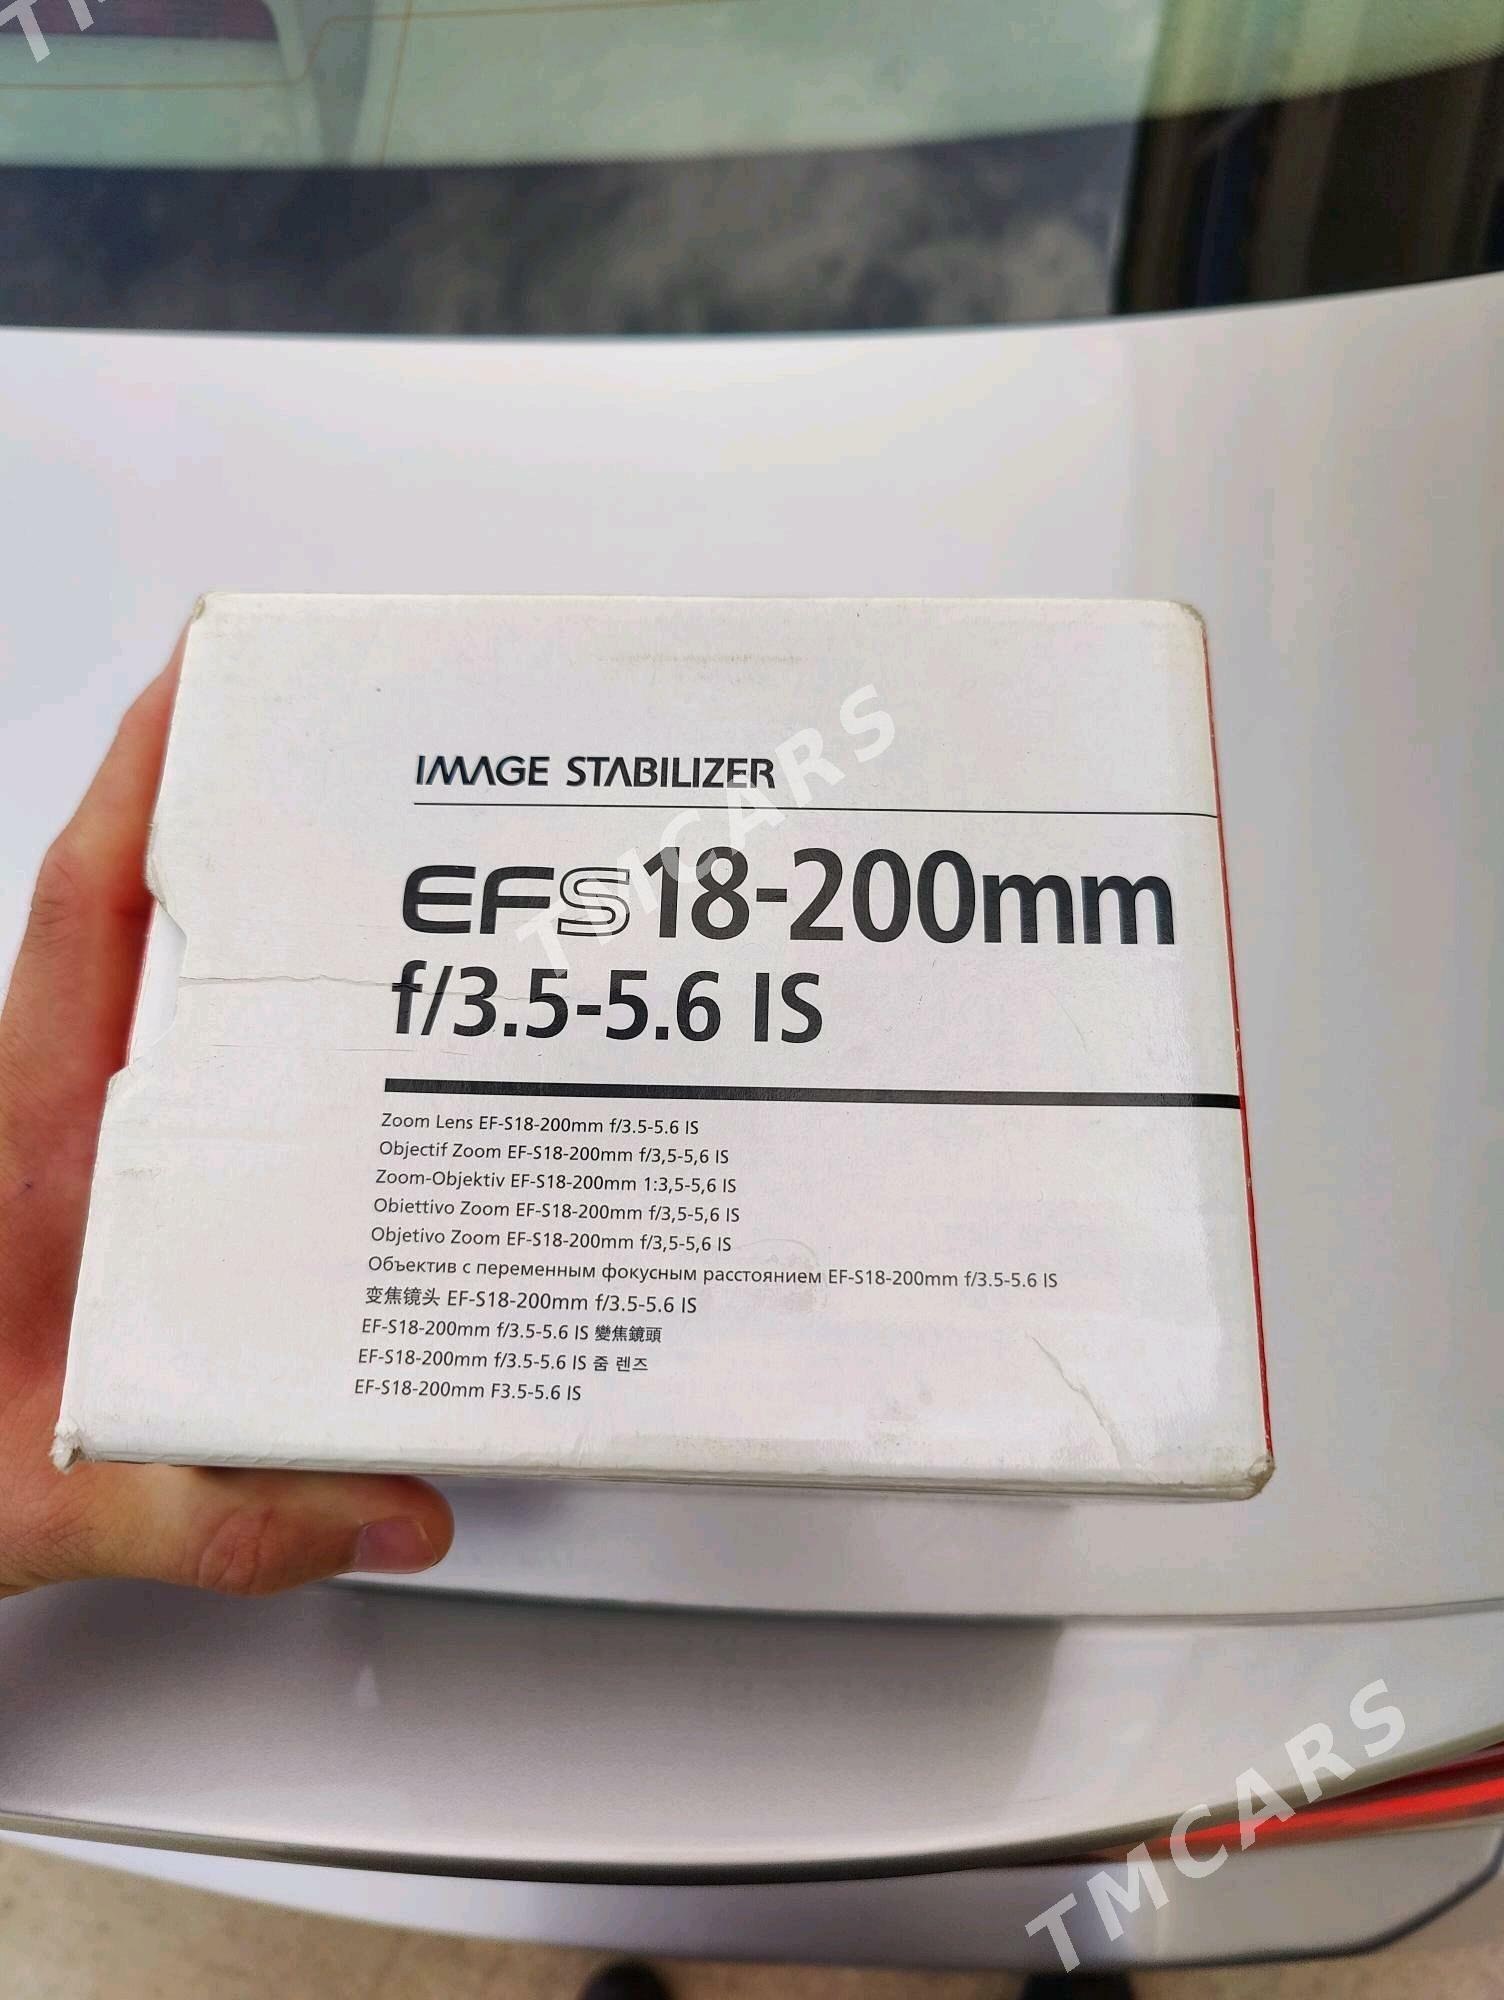 TMCARS
IMAGE STABILIZER
EFS18-200mm
f/3.5-5.6 IS
Zoom Lens EF-S18-200mm f/3.5-5.6 IS
Objectif Zoom EF-S18-200mm f/3,5-5,6 IS
Zoom-Objektiv EF-S18-200mm 1:3,5-5,6 IS
Obiettivo Zoom EF-S18-200mm f/3,5-5,6 IS
Objetivo Zoom EF-S18-200mm f/3,5-5,6 IS
Объектив с переменным фокусным расстоянием EF-S18-200mm f/3.5-5.6 IS
变焦镜头 EF-S18-200mm f/3.5-5.6 IS
EF-S18-200mm f/3.5-5.6 IS 變焦鏡頭
EF-S18-200mm f/3.5-5.6 IS 줌 렌즈
EF-S18-200mm F3.5-5.6 IS
TMCARS